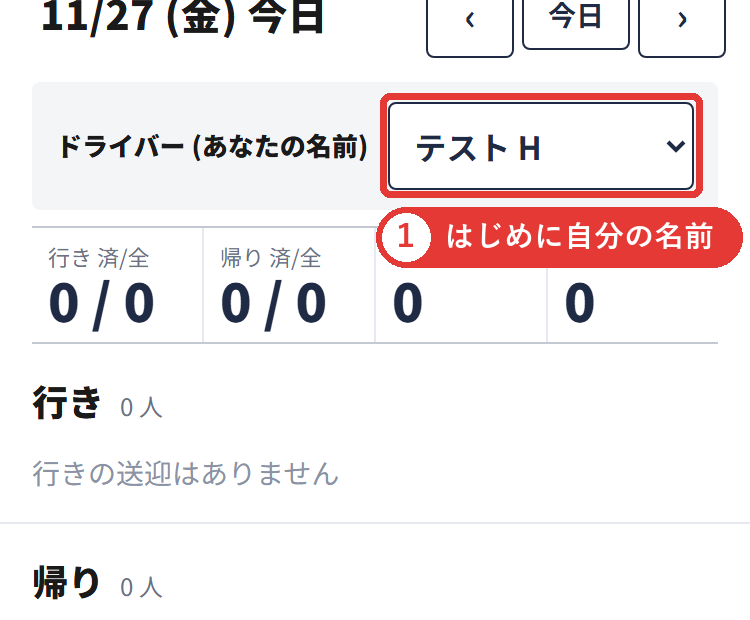 11/27 (金) 今日
‹ 今日 ›
ドライバー (あなたの名前) テスト H
1 はじめに自分の名前
行き 済/全 帰り 済/全
0 / 0 0 / 0 0 0
行き 0 人
行きの送迎はありません
帰り 0 人